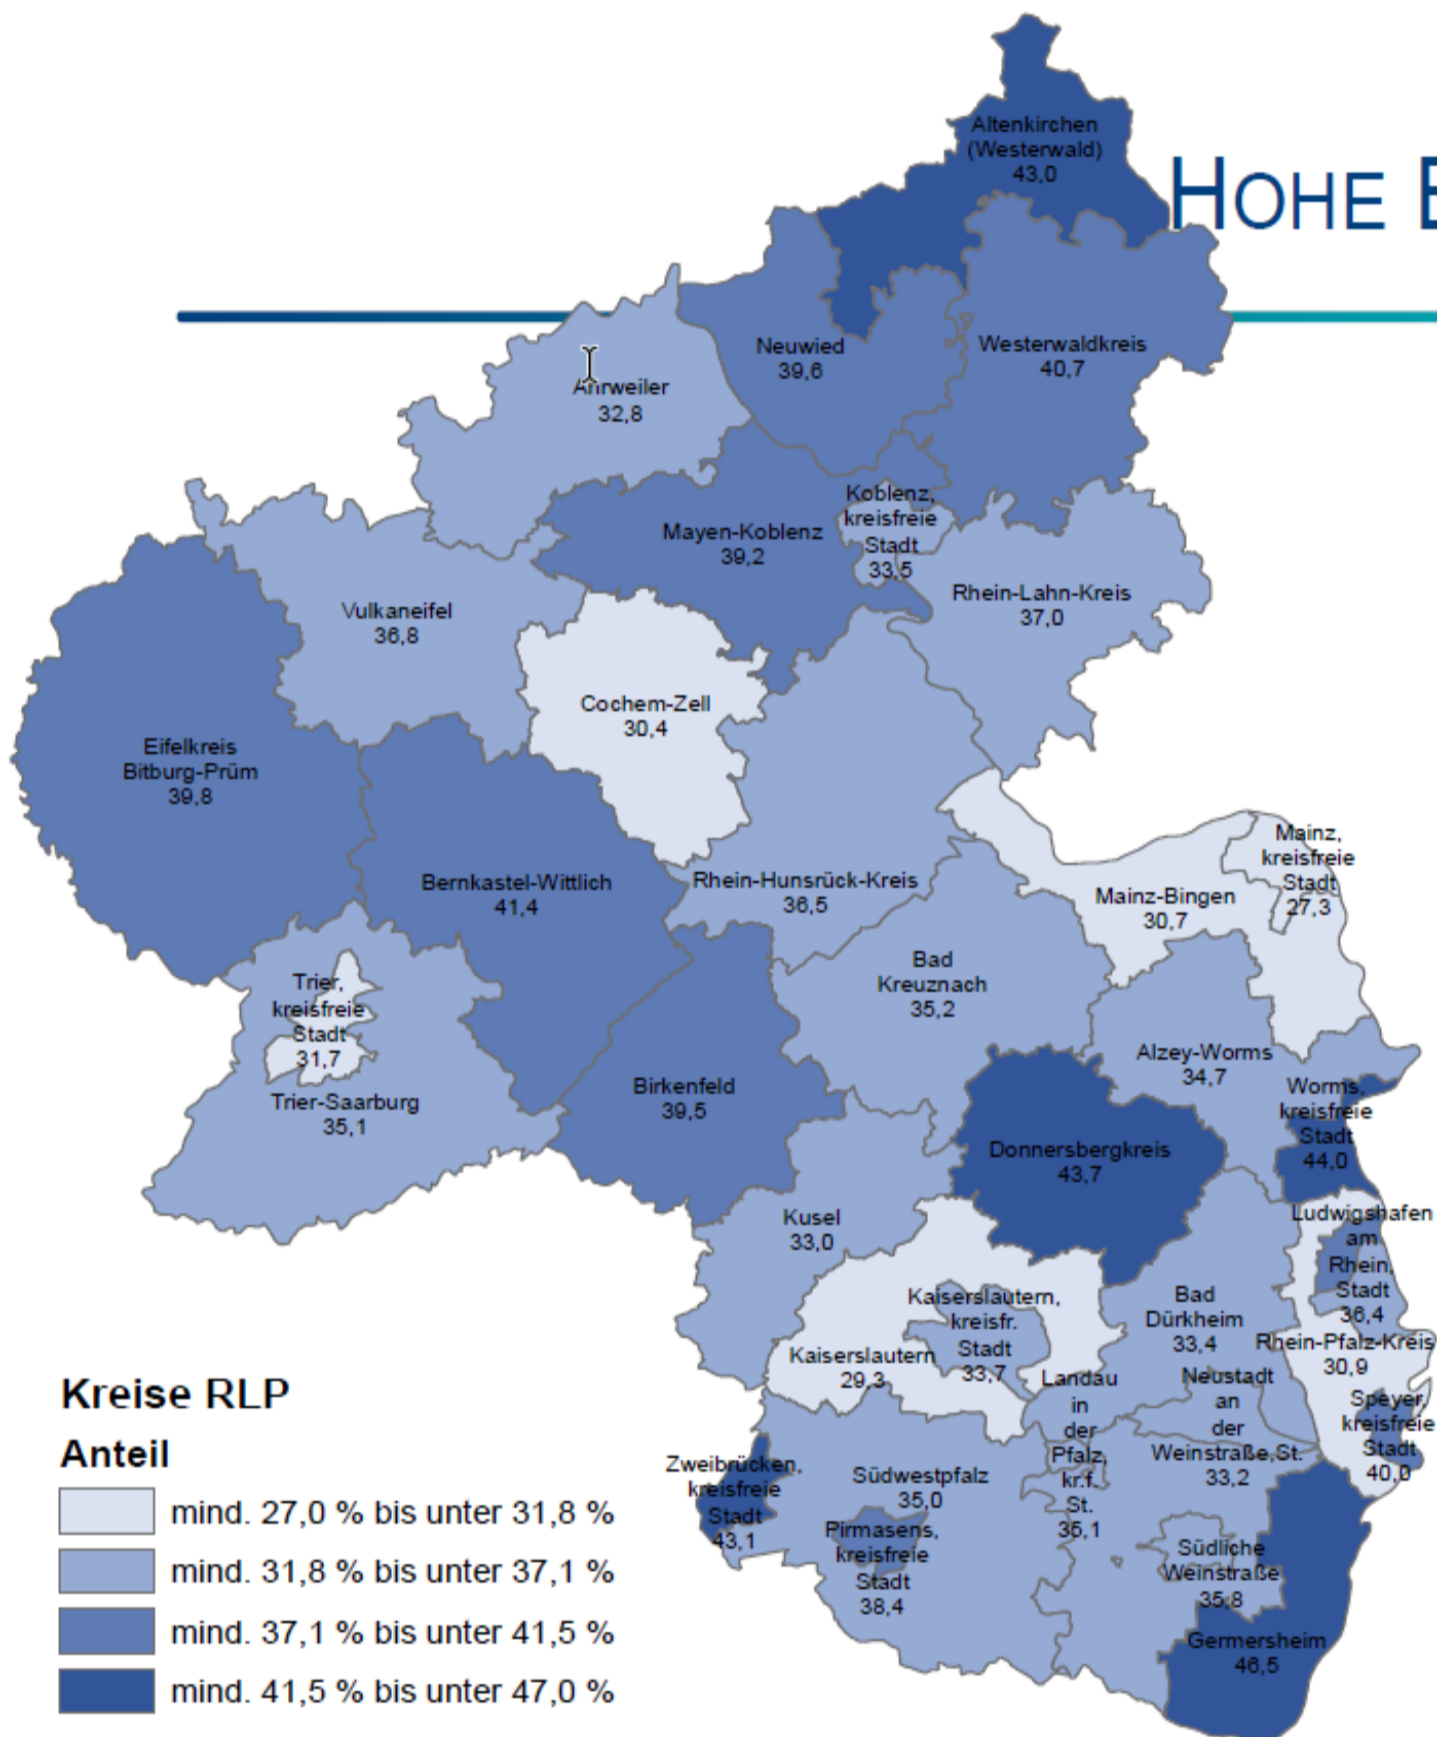 Altenkirchen
(Westerwald)
43,0
HOHE E
Neuwied
39,6
Westerwaldkreis
40,7
Ahrweiler
32,8
Koblenz,
kreisfreie
Stadt
33,5
Mayen-Koblenz
39,2
Rhein-Lahn-Kreis
37,0
Vulkaneifel
36,8
Cochem-Zell
30,4
Eifelkreis
Bitburg-Prüm
39,8
Mainz,
kreisfreie
Stadt
27,3
Bernkastel-Wittlich
41,4
Rhein-Hunsrück-Kreis
36,5
Mainz-Bingen
30,7
Bad
Kreuznach
35,2
Trier,
kreisfreie
Stadt
31,7
Alzey-Worms
34,7
Trier-Saarburg
35,1
Birkenfeld
39,5
Worms,
kreisfreie
Stadt
44,0
Donnersbergkreis
43,7
Kusel
33,0
Ludwigshafen
am
Rhein,
Stadt
36,4
Kaiserslautern,
kreisfr.
Stadt
33,7
Bad
Dürkheim
33,4
Kaiserslautern
29,3
Rhein-Pfalz-Kreis
30,9
Landau
in
der
Pfalz,
kr.f.
St.
35,1
Neustadt
an
der
Weinstraße,St.
33,2
Speyer,
kreisfreie
Stadt
40,0
Zweibrücken,
kreisfreie
Stadt
43,1
Südwestpfalz
35,0
Pirmasens,
kreisfreie
Stadt
38,4
Südliche
Weinstraße
35,8
Germersheim
46,5
Kreise RLP
Anteil
mind. 27,0 % bis unter 31,8 %
mind. 31,8 % bis unter 37,1 %
mind. 37,1 % bis unter 41,5 %
mind. 41,5 % bis unter 47,0 %